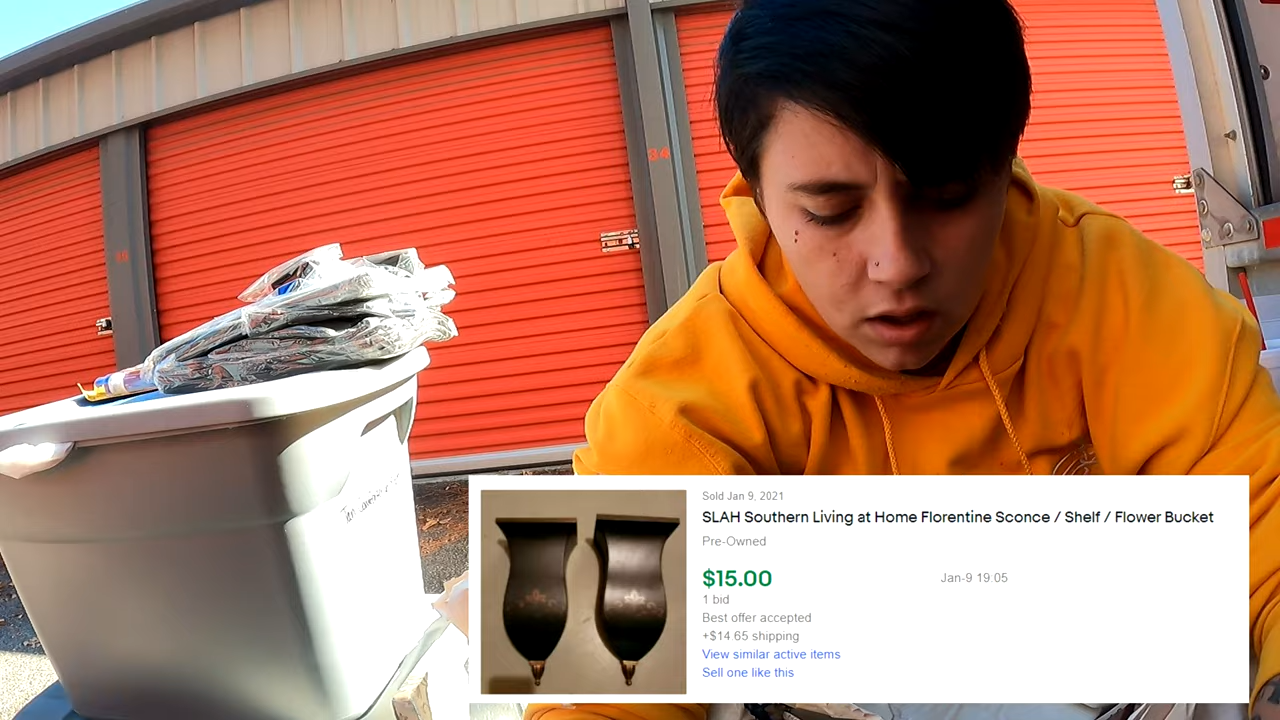 34
Sold Jan 9, 2021
SLAH Southern Living at Home Florentine Sconce / Shelf / Flower Bucket
Pre-Owned
$15.00
Jan-9 19:05
1 bid
Best offer accepted
+$14 65 shipping
View similar active items
Sell one like this